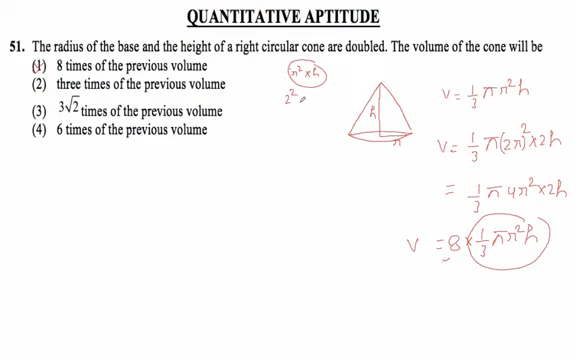 QUANTITATIVE APTITUDE
51. The radius of the base and the height of a right circular cone are doubled. The volume of the cone will be
(1) 8 times of the previous volume
(2) three times of the previous volume
(3) 3√2 times of the previous volume
(4) 6 times of the previous volume
r² × h
2²
h
r
V = 1/3 π r² h
V = 1/3 π (2r)² × 2h
= 1/3 π 4r² × 2h
V = 8 × 1/3 π r² h